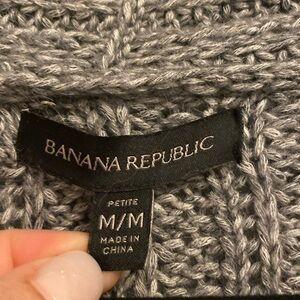 BANANA REPUBLIC
PETITE
M/M
MADE IN
CHINA